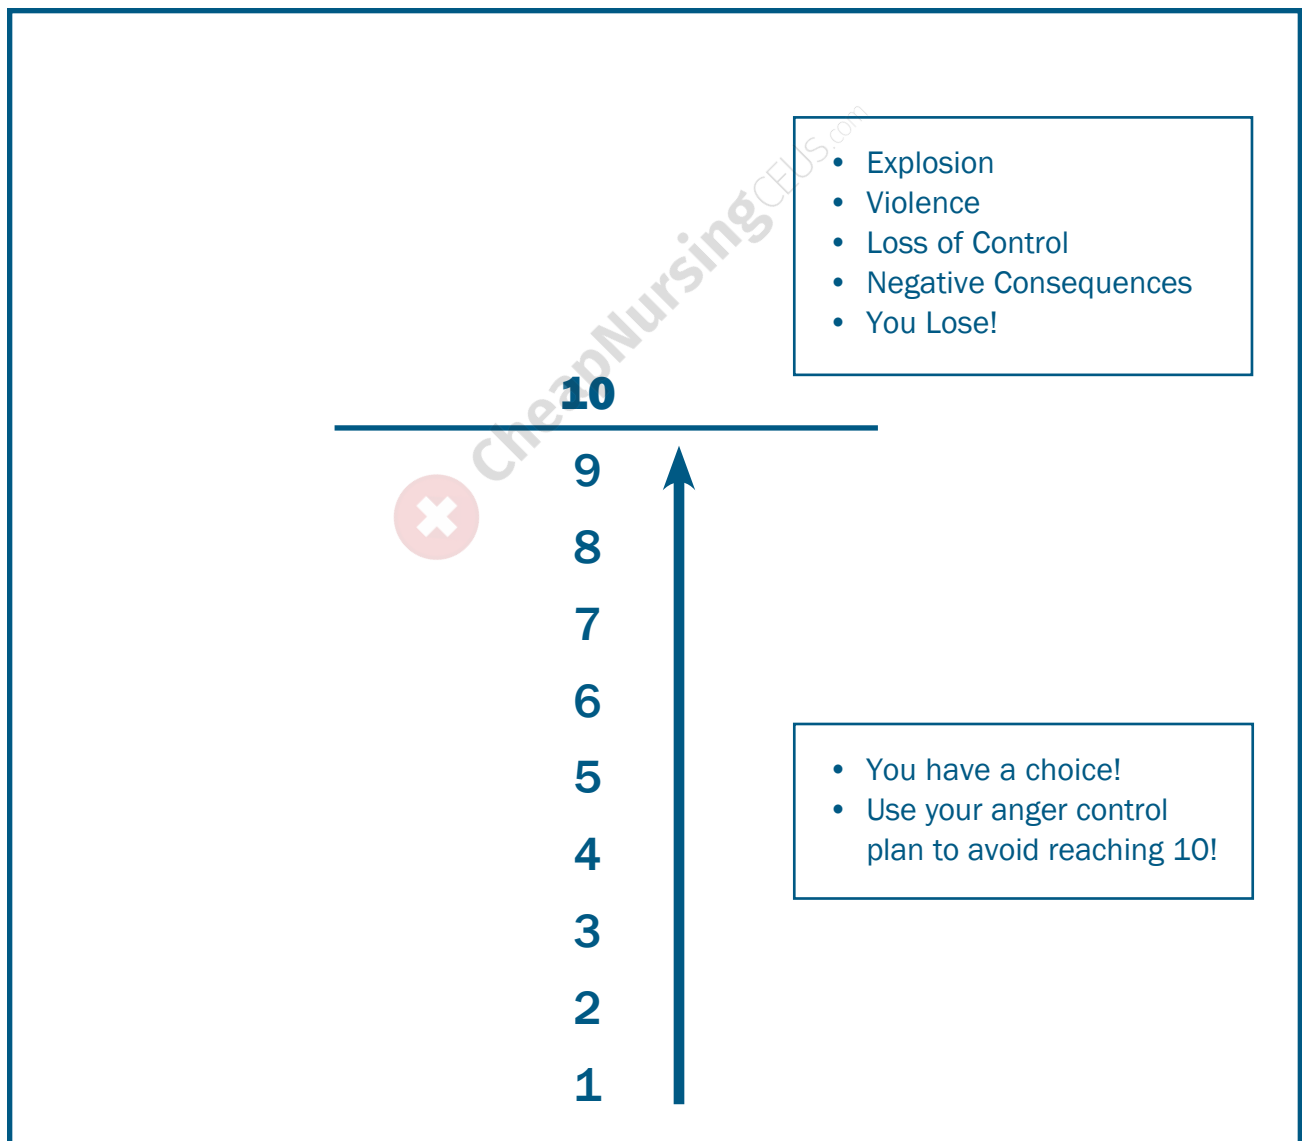 • Explosion
• Violence
• Loss of Control
• Negative Consequences
• You Lose!
CheapNursingCEUS.com
10
9
8
7
6
5
4
3
2
1
• You have a choice!
• Use your anger control
plan to avoid reaching 10!